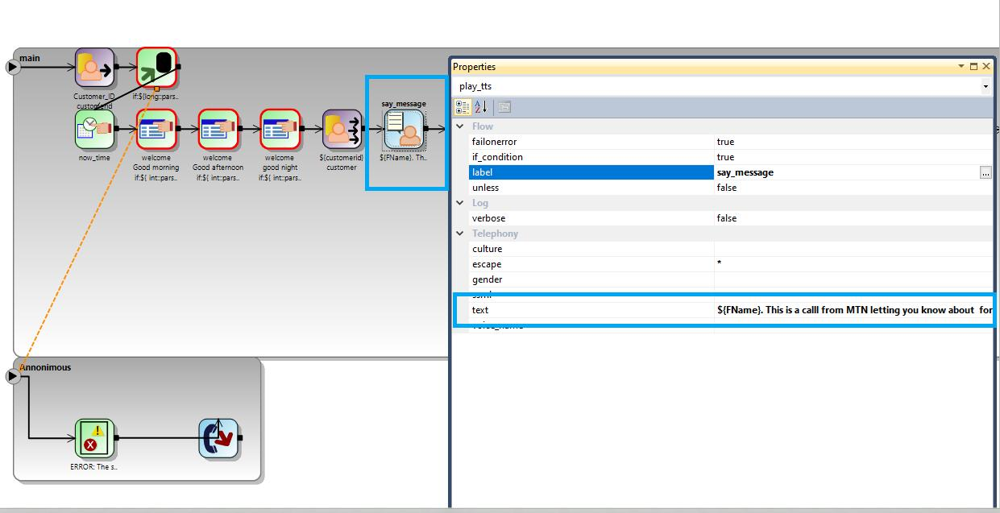 main
Customer_ID
customerid
if:${long::pars..
now_time
welcome
Good morning
if:${ int::pars..
welcome
Good afternoon
if:${ int::pars..
welcome
good night
if:${ int::pars..
${customerid}
customer
say_message
${FName}. Th..
Annonimous
ERROR: The s..
Properties
play_tts
Flow
failonerror true
if_condition true
label say_message ...
unless false
Log
verbose false
Telephony
culture
escape *
gender
ssml
text ${FName}. This is a calll from MTN letting you know about for
voice_name